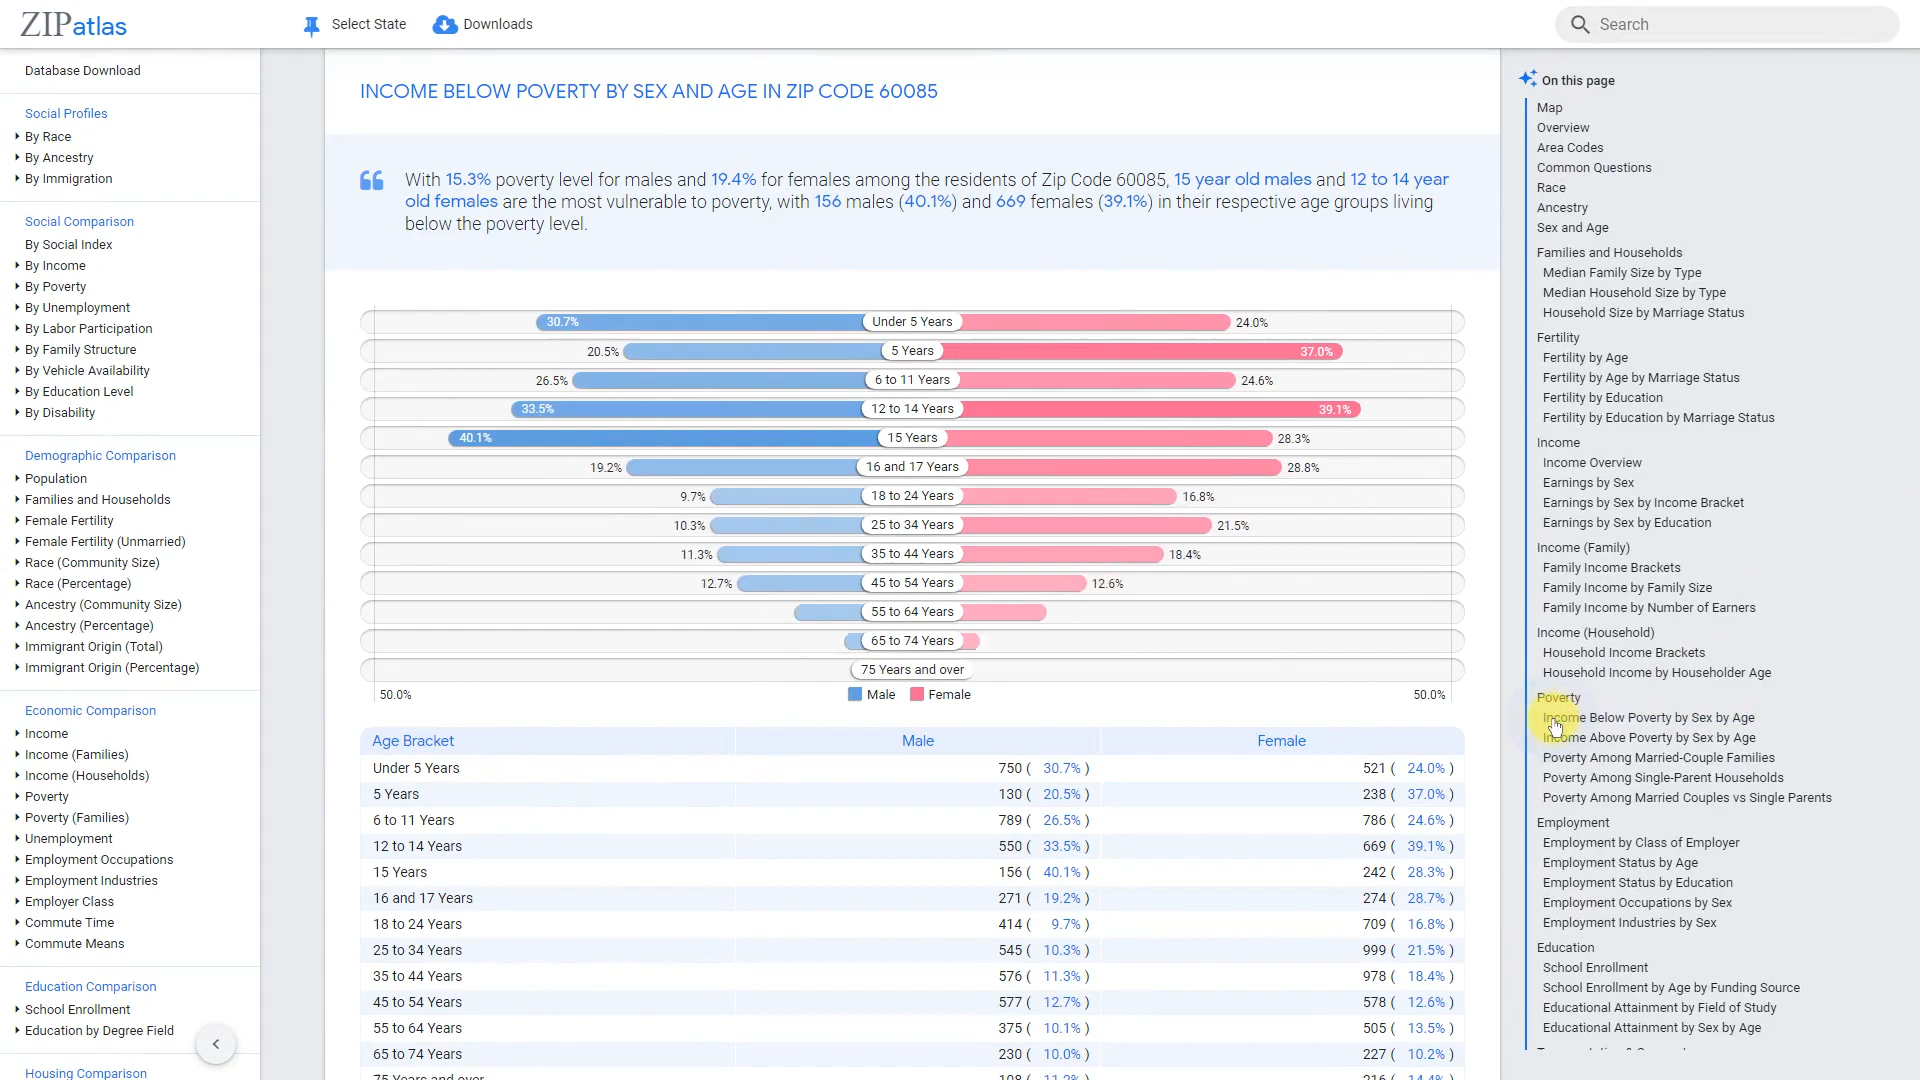 ZIPatlas
Select State
Downloads
Search
Database Download
Social Profiles
By Race
By Ancestry
By Immigration
Social Comparison
By Social Index
By Income
By Poverty
By Unemployment
By Labor Participation
By Family Structure
By Vehicle Availability
By Education Level
By Disability
Demographic Comparison
Population
Families and Households
Female Fertility
Female Fertility (Unmarried)
Race (Community Size)
Race (Percentage)
Ancestry (Community Size)
Ancestry (Percentage)
Immigrant Origin (Total)
Immigrant Origin (Percentage)
Economic Comparison
Income
Income (Families)
Income (Households)
Poverty
Poverty (Families)
Unemployment
Employment Occupations
Employment Industries
Employer Class
Commute Time
Commute Means
Education Comparison
School Enrollment
Education by Degree Field
Housing Comparison
INCOME BELOW POVERTY BY SEX AND AGE IN ZIP CODE 60085
With 15.3% poverty level for males and 19.4% for females among the residents of Zip Code 60085, 15 year old males and 12 to 14 year
old females are the most vulnerable to poverty, with 156 males (40.1%) and 669 females (39.1%) in their respective age groups living
below the poverty level.
30.7% Under 5 Years 24.0%
20.5% 5 Years 37.0%
26.5% 6 to 11 Years 24.6%
33.5% 12 to 14 Years 39.1%
40.1% 15 Years 28.3%
19.2% 16 and 17 Years 28.8%
9.7% 18 to 24 Years 16.8%
10.3% 25 to 34 Years 21.5%
11.3% 35 to 44 Years 18.4%
12.7% 45 to 54 Years 12.6%
55 to 64 Years
65 to 74 Years
75 Years and over
50.0% Male Female 50.0%
Age Bracket Male Female
Under 5 Years 750 ( 30.7% ) 521 ( 24.0% )
5 Years 130 ( 20.5% ) 238 ( 37.0% )
6 to 11 Years 789 ( 26.5% ) 786 ( 24.6% )
12 to 14 Years 550 ( 33.5% ) 669 ( 39.1% )
15 Years 156 ( 40.1% ) 242 ( 28.3% )
16 and 17 Years 271 ( 19.2% ) 274 ( 28.7% )
18 to 24 Years 414 ( 9.7% ) 709 ( 16.8% )
25 to 34 Years 545 ( 10.3% ) 999 ( 21.5% )
35 to 44 Years 576 ( 11.3% ) 978 ( 18.4% )
45 to 54 Years 577 ( 12.7% ) 578 ( 12.6% )
55 to 64 Years 375 ( 10.1% ) 505 ( 13.5% )
65 to 74 Years 230 ( 10.0% ) 227 ( 10.2% )
75 Years and over 108 ( 11.2% ) 216 ( 14.4% )
On this page
Map
Overview
Area Codes
Common Questions
Race
Ancestry
Sex and Age
Families and Households
Median Family Size by Type
Median Household Size by Type
Household Size by Marriage Status
Fertility
Fertility by Age
Fertility by Age by Marriage Status
Fertility by Education
Fertility by Education by Marriage Status
Income
Income Overview
Earnings by Sex
Earnings by Sex by Income Bracket
Earnings by Sex by Education
Income (Family)
Family Income Brackets
Family Income by Family Size
Family Income by Number of Earners
Income (Household)
Household Income Brackets
Household Income by Householder Age
Poverty
Income Below Poverty by Sex by Age
Income Above Poverty by Sex by Age
Poverty Among Married-Couple Families
Poverty Among Single-Parent Households
Poverty Among Married Couples vs Single Parents
Employment
Employment by Class of Employer
Employment Status by Age
Employment Status by Education
Employment Occupations by Sex
Employment Industries by Sex
Education
School Enrollment
School Enrollment by Age by Funding Source
Educational Attainment by Field of Study
Educational Attainment by Sex by Age